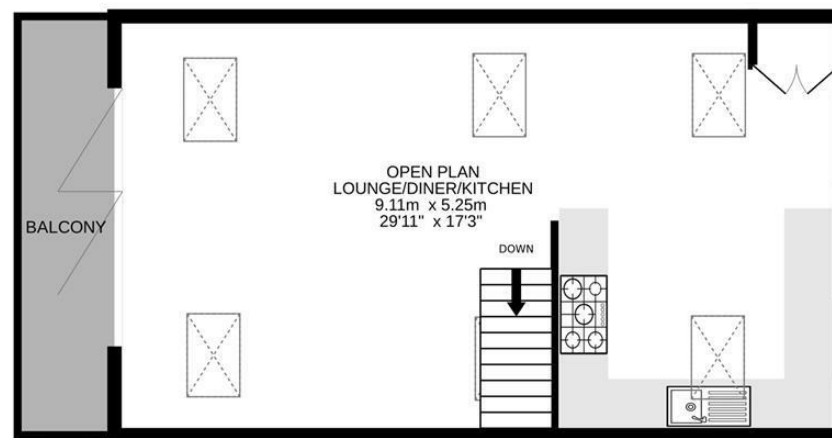 OPEN PLAN
LOUNGE/DINER/KITCHEN
9.11m x 5.25m
29'11" x 17'3"
BALCONY
DOWN